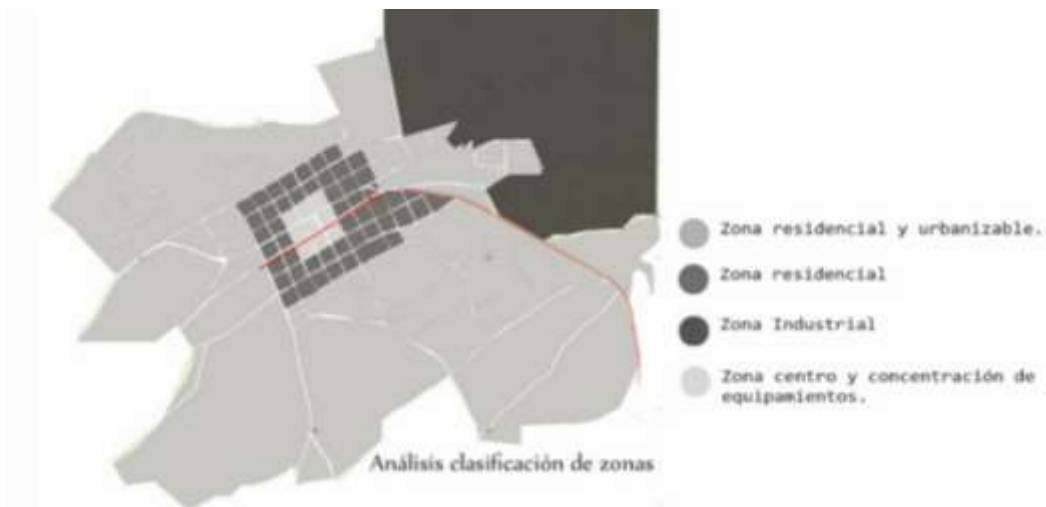 Zona residencial y urbanizable.
Zona residencial
Zona Industrial
Zona centro y concentración de
equipamientos.
Análisis clasificación de zonas